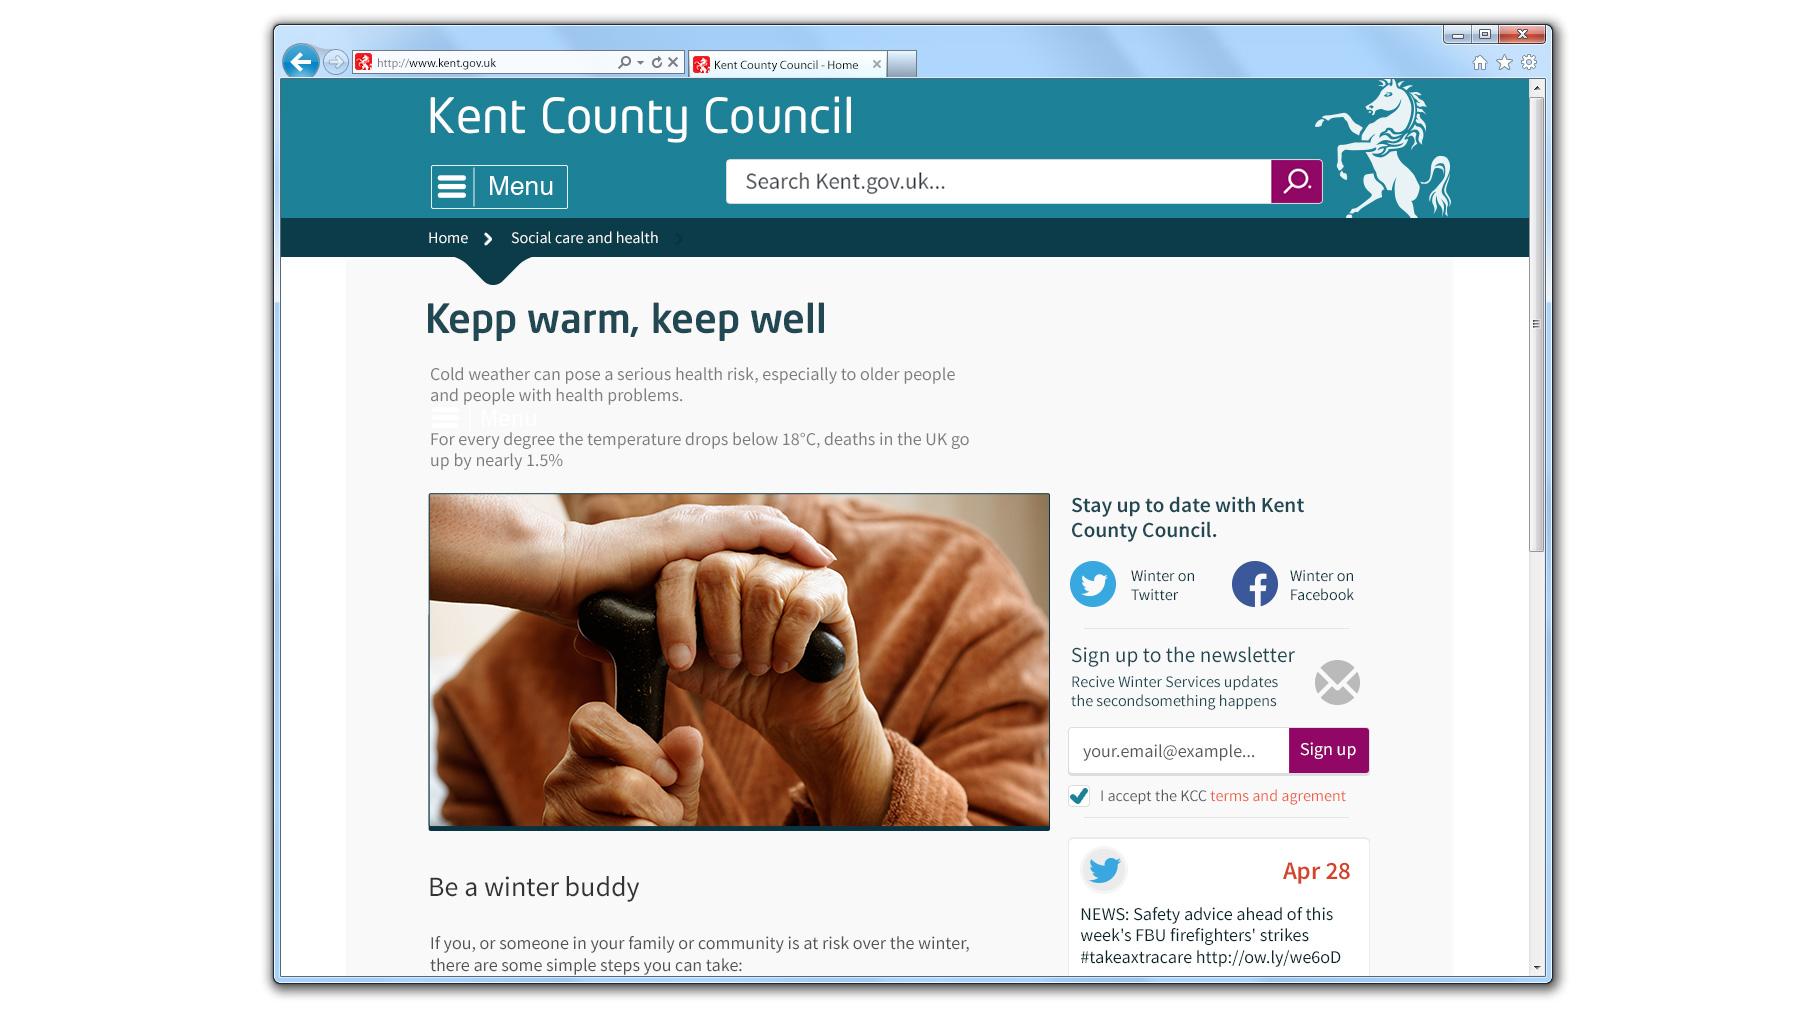 http://www.kent.gov.uk
Kent County Council - Home
Kent County Council
Menu
Search Kent.gov.uk...
Home
Social care and health
Kepp warm, keep well
Cold weather can pose a serious health risk, especially to older people
and people with health problems.
Menu
For every degree the temperature drops below 18°C, deaths in the UK go
up by nearly 1.5%
Stay up to date with Kent
County Council.
Winter on
Twitter
Winter on
Facebook
Sign up to the newsletter
Recive Winter Services updates
the secondsomething happens
your.email@example...
Sign up
I accept the KCC terms and agrement
Apr 28
NEWS: Safety advice ahead of this
week's FBU firefighters' strikes
#takeaxtracare http://ow.ly/we6oD
Be a winter buddy
If you, or someone in your family or community is at risk over the winter,
there are some simple steps you can take: